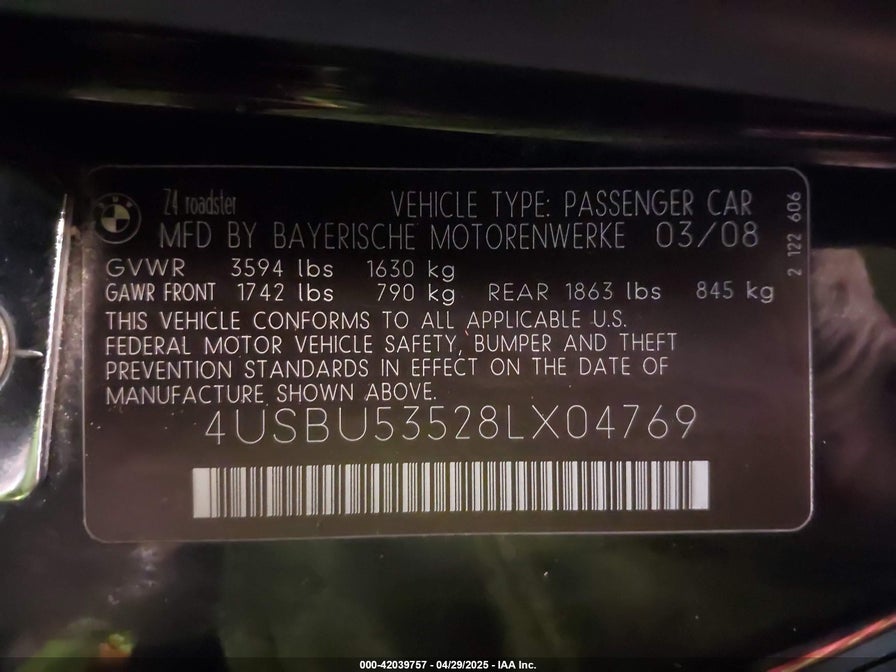 Z4 roadster
VEHICLE TYPE: PASSENGER CAR
MFD BY BAYERISCHE MOTORENWERKE 03/08
GVWR 3594 lbs 1630 kg
GAWR FRONT 1742 lbs 790 kg REAR 1863 lbs 845 kg
THIS VEHICLE CONFORMS TO ALL APPLICABLE U.S.
FEDERAL MOTOR VEHICLE SAFETY, BUMPER AND THEFT
PREVENTION STANDARDS IN EFFECT ON THE DATE OF
MANUFACTURE SHOWN ABOVE.
4USBU53528LX04769
2 122 606
000-42039757 - 04/29/2025 - IAA Inc.